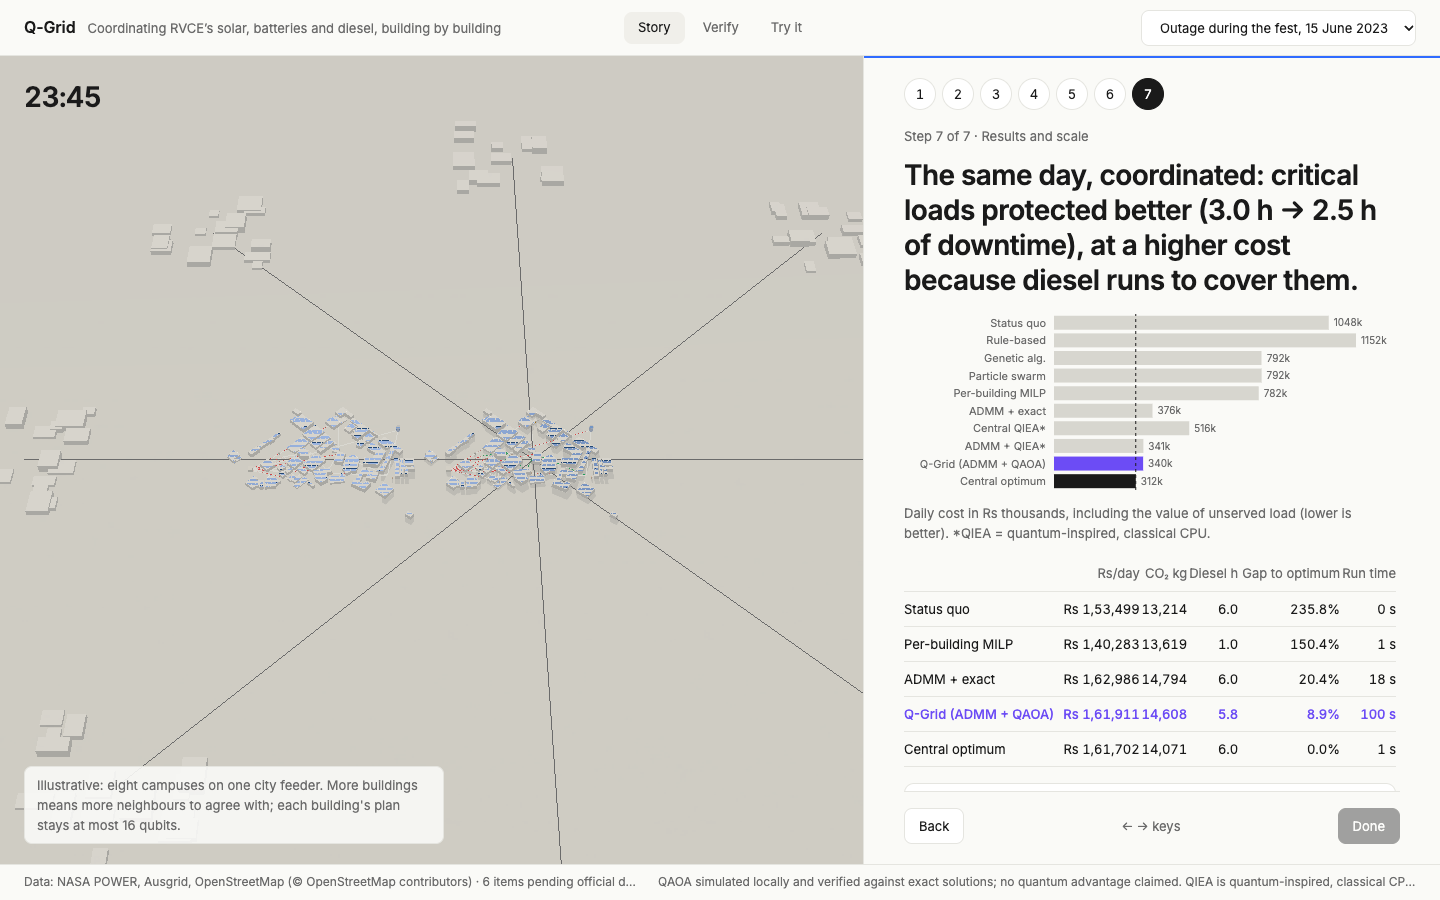 Q-Grid Coordinating RVCE's solar, batteries and diesel, building by building
Story Verify Try it
Outage during the fest, 15 June 2023
23:45
1 2 3 4 5 6 7
Step 7 of 7 · Results and scale
The same day, coordinated: critical
loads protected better (3.0 h → 2.5 h
of downtime), at a higher cost
because diesel runs to cover them.
Status quo 1048k
Rule-based 1152k
Genetic alg. 792k
Particle swarm 792k
Per-building MILP 782k
ADMM + exact 376k
Central QIEA* 516k
ADMM + QIEA* 341k
Q-Grid (ADMM + QAOA) 340k
Central optimum 312k
Daily cost in Rs thousands, including the value of unserved load (lower is
better). *QIEA = quantum-inspired, classical CPU.
Rs/day CO₂ kg Diesel h Gap to optimum Run time
Status quo Rs 1,53,499 13,214 6.0 235.8% 0 s
Per-building MILP Rs 1,40,283 13,619 1.0 150.4% 1 s
ADMM + exact Rs 1,62,986 14,794 6.0 20.4% 18 s
Q-Grid (ADMM + QAOA) Rs 1,61,911 14,608 5.8 8.9% 100 s
Central optimum Rs 1,61,702 14,071 6.0 0.0% 1 s
Illustrative: eight campuses on one city feeder. More buildings
means more neighbours to agree with; each building's plan
stays at most 16 qubits.
Back ← → keys Done
Data: NASA POWER, Ausgrid, OpenStreetMap (© OpenStreetMap contributors) · 6 items pending official d...
QAOA simulated locally and verified against exact solutions; no quantum advantage claimed. QIEA is quantum-inspired, classical CP...